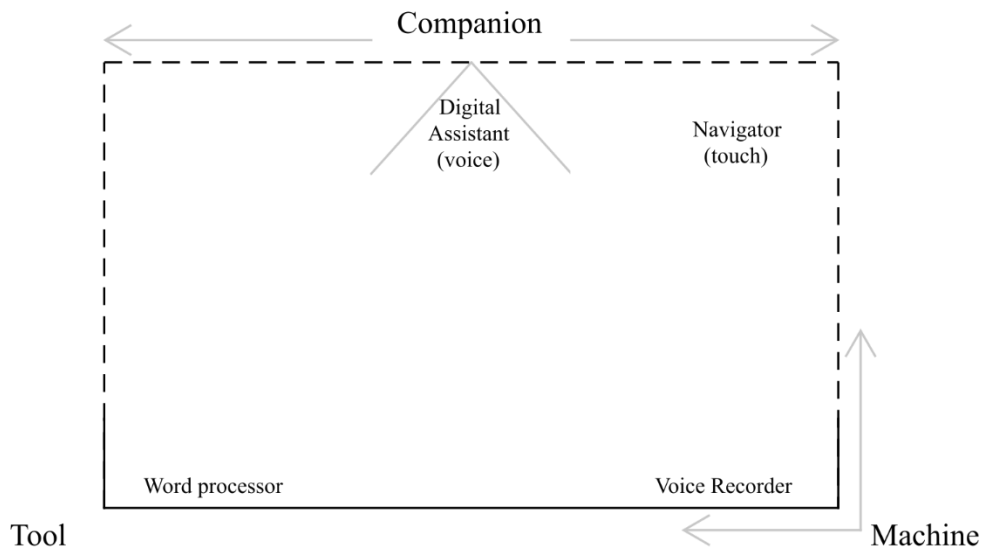 Companion
Digital
Assistant
(voice)
Navigator
(touch)
Word processor
Voice Recorder
Tool
Machine